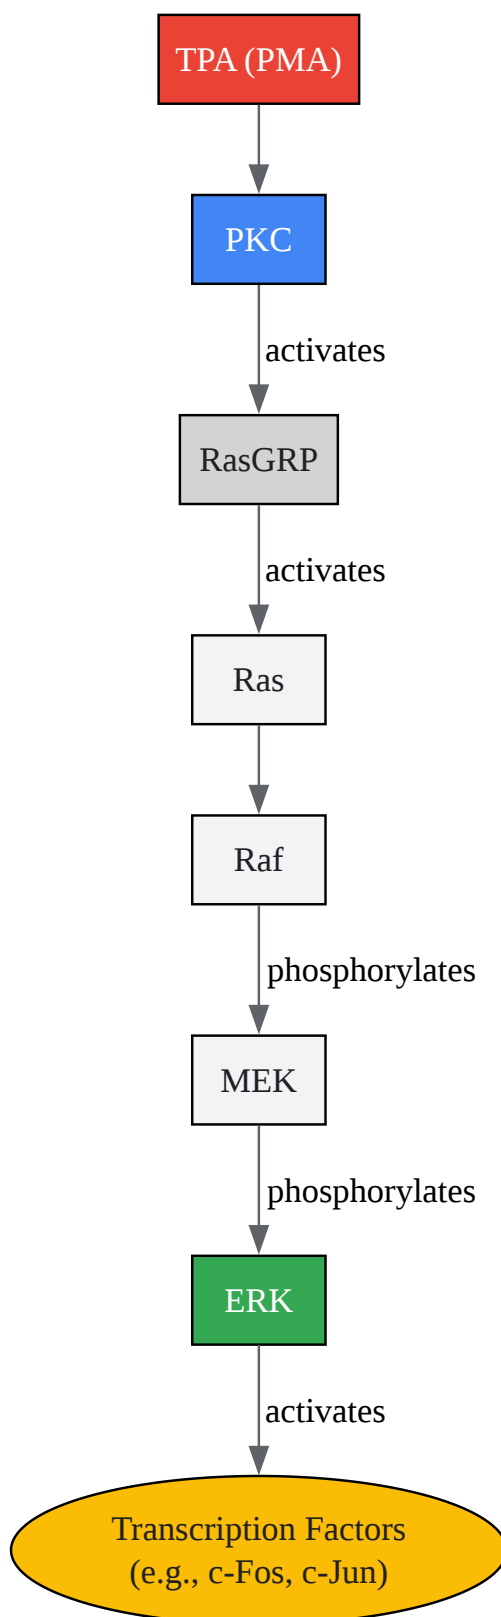 TPA (PMA)
PKC
activates
RasGRP
activates
Ras
Raf
phosphorylates
MEK
phosphorylates
ERK
activates
Transcription Factors
(e.g., c-Fos, c-Jun)